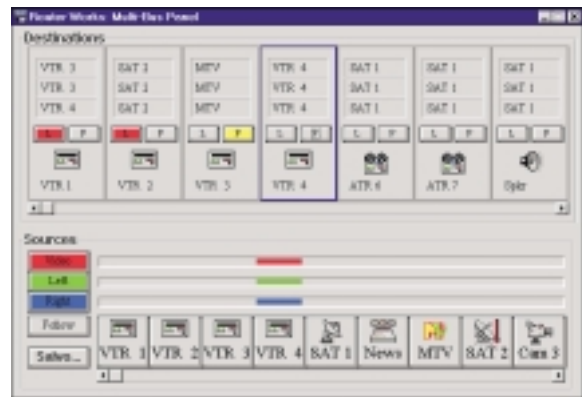 Router Works: Multi-Bus Panel
Destinations
VTR 3 SAT 2 MTV VTR 4 SAT 1 SAT 1 SAT 1
VTR 3 SAT 2 MTV VTR 4 SAT 1 SAT 1 SAT 1
VTR 4 SAT 2 MTV VTR 4 SAT 1 SAT 1 SAT 1
L P L P L P L P L P L P L P
VTR 1 VTR 2 VTR 3 VTR 4 ATR 6 ATR 7 Spkr
Sources
Video
Left
Right
Follow
Salvo...
VTR 1 VTR 2 VTR 3 VTR 4 SAT 1 News MTV SAT 2 Cam 3